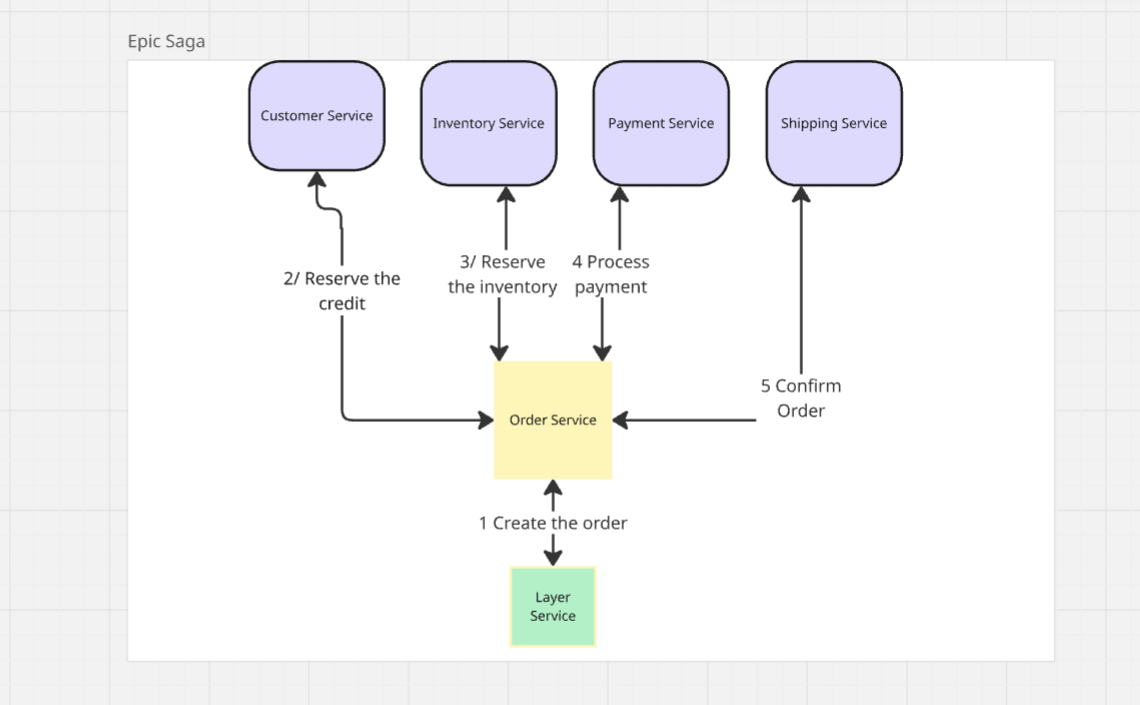 Epic Saga
Customer Service
Inventory Service
Payment Service
Shipping Service
2/ Reserve the
credit
3/ Reserve
the inventory
4 Process
payment
5 Confirm
Order
Order Service
1 Create the order
Layer
Service